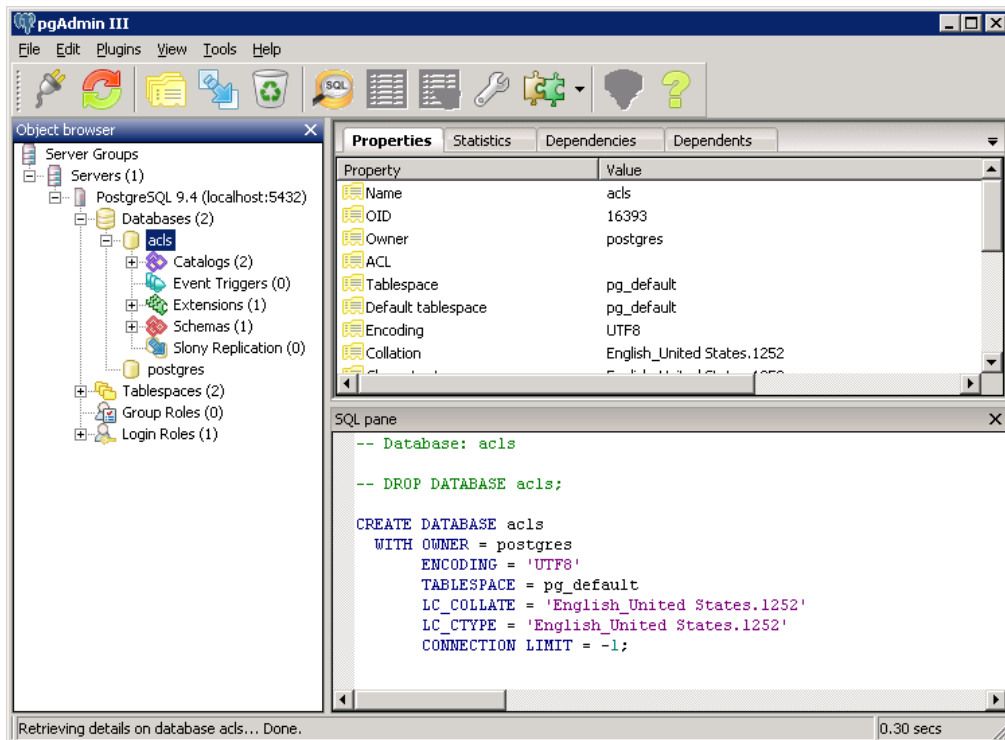 pgAdmin III
File Edit Plugins View Tools Help
SQL
Object browser
Server Groups
Servers (1)
PostgreSQL 9.4 (localhost:5432)
Databases (2)
acls
Catalogs (2)
Event Triggers (0)
Extensions (1)
Schemas (1)
Slony Replication (0)
postgres
Tablespaces (2)
Group Roles (0)
Login Roles (1)
Properties Statistics Dependencies Dependents
Property Value
Name acls
OID 16393
Owner postgres
ACL
Tablespace pg_default
Default tablespace pg_default
Encoding UTF8
Collation English_United States.1252
SQL pane
-- Database: acls
-- DROP DATABASE acls;
CREATE DATABASE acls
WITH OWNER = postgres
ENCODING = 'UTF8'
TABLESPACE = pg_default
LC_COLLATE = 'English_United States.1252'
LC_CTYPE = 'English_United States.1252'
CONNECTION LIMIT = -1;
Retrieving details on database acls... Done. 0.30 secs